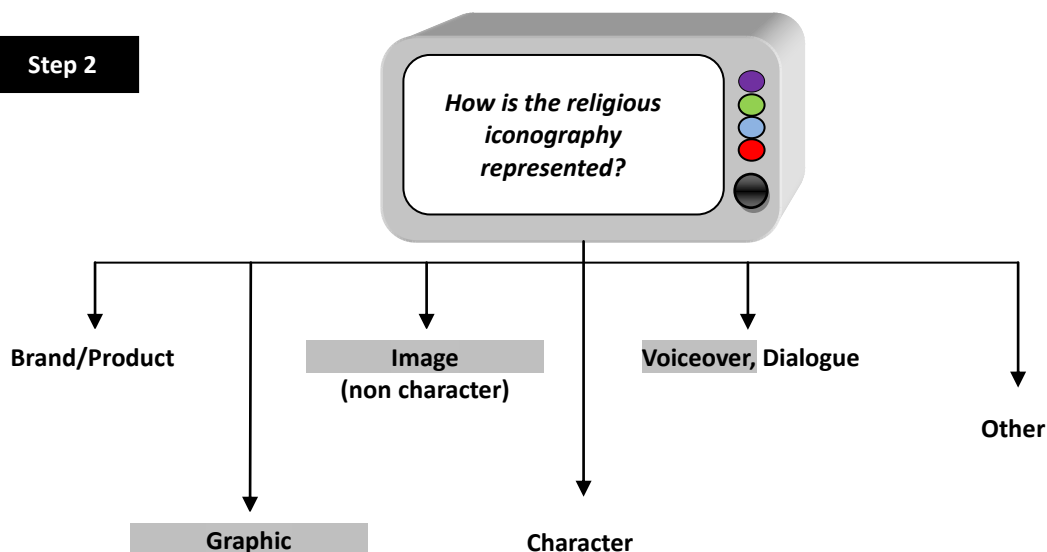 Step 2
How is the religious
iconography
represented?
Brand/Product
Image
(non character)
Voiceover, Dialogue
Other
Graphic
Character